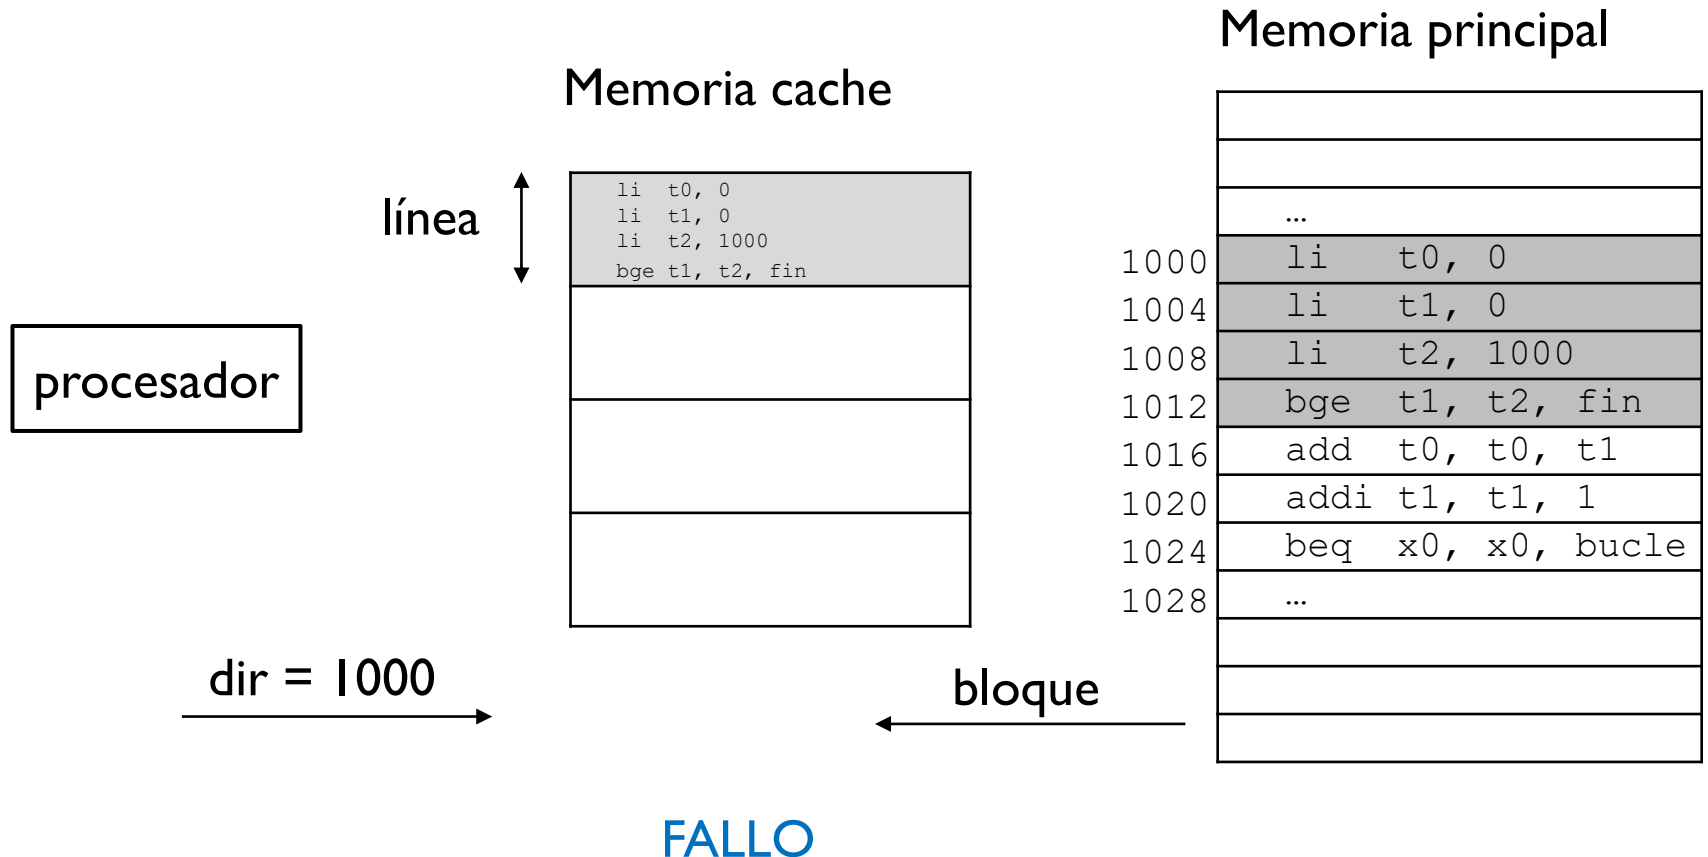 Memoria principal
Memoria cache
línea
li t0, 0
li t1, 0
li t2, 1000
bge t1, t2, fin
procesador
…
1000 li t0, 0
1004 li t1, 0
1008 li t2, 1000
1012 bge t1, t2, fin
1016 add t0, t0, t1
1020 addi t1, t1, 1
1024 beq x0, x0, bucle
1028 …
dir = 1000
bloque
FALLO